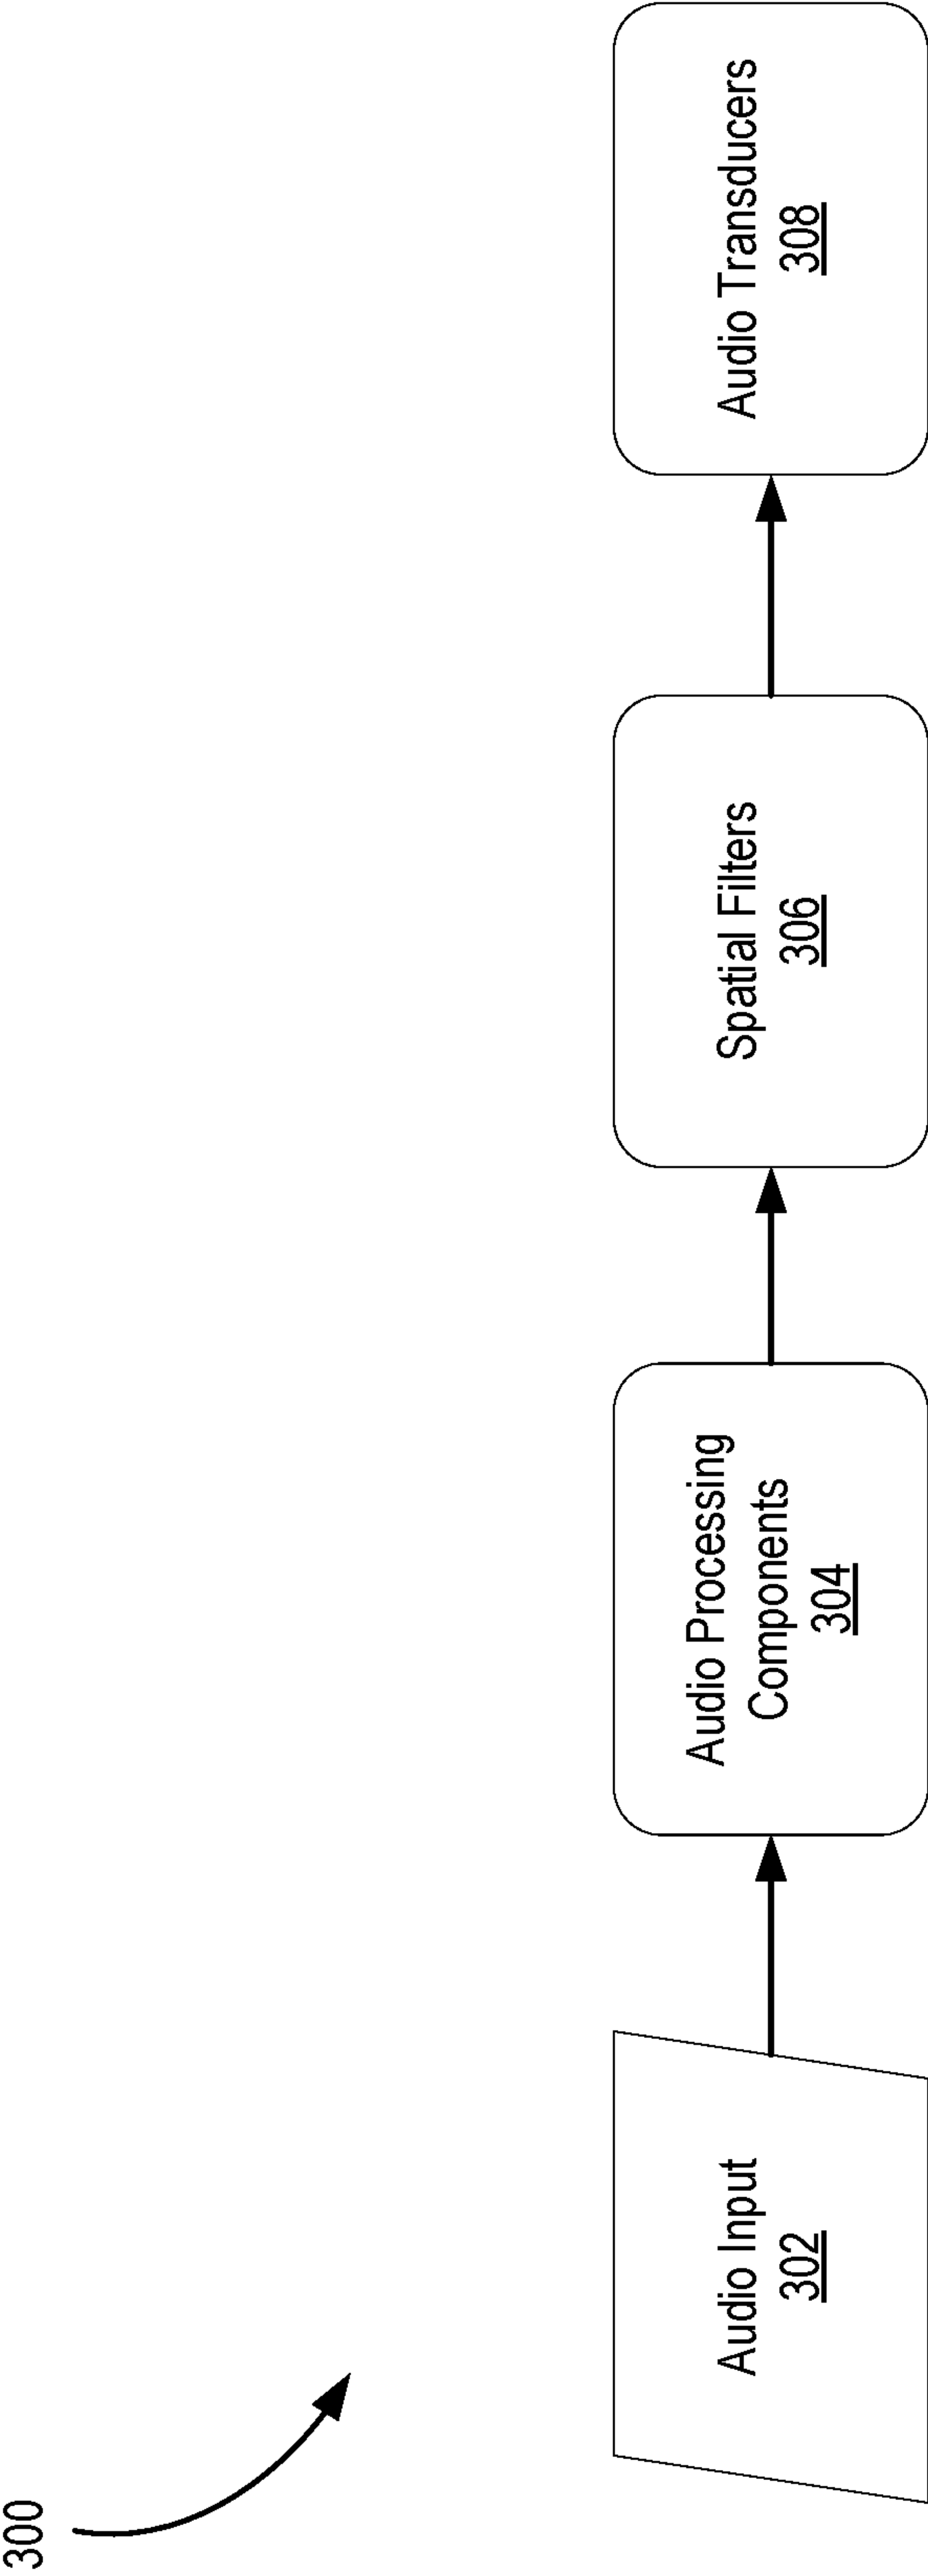 300
Audio Input
302
Audio Processing
Components
304
Spatial Filters
306
Audio Transducers
308